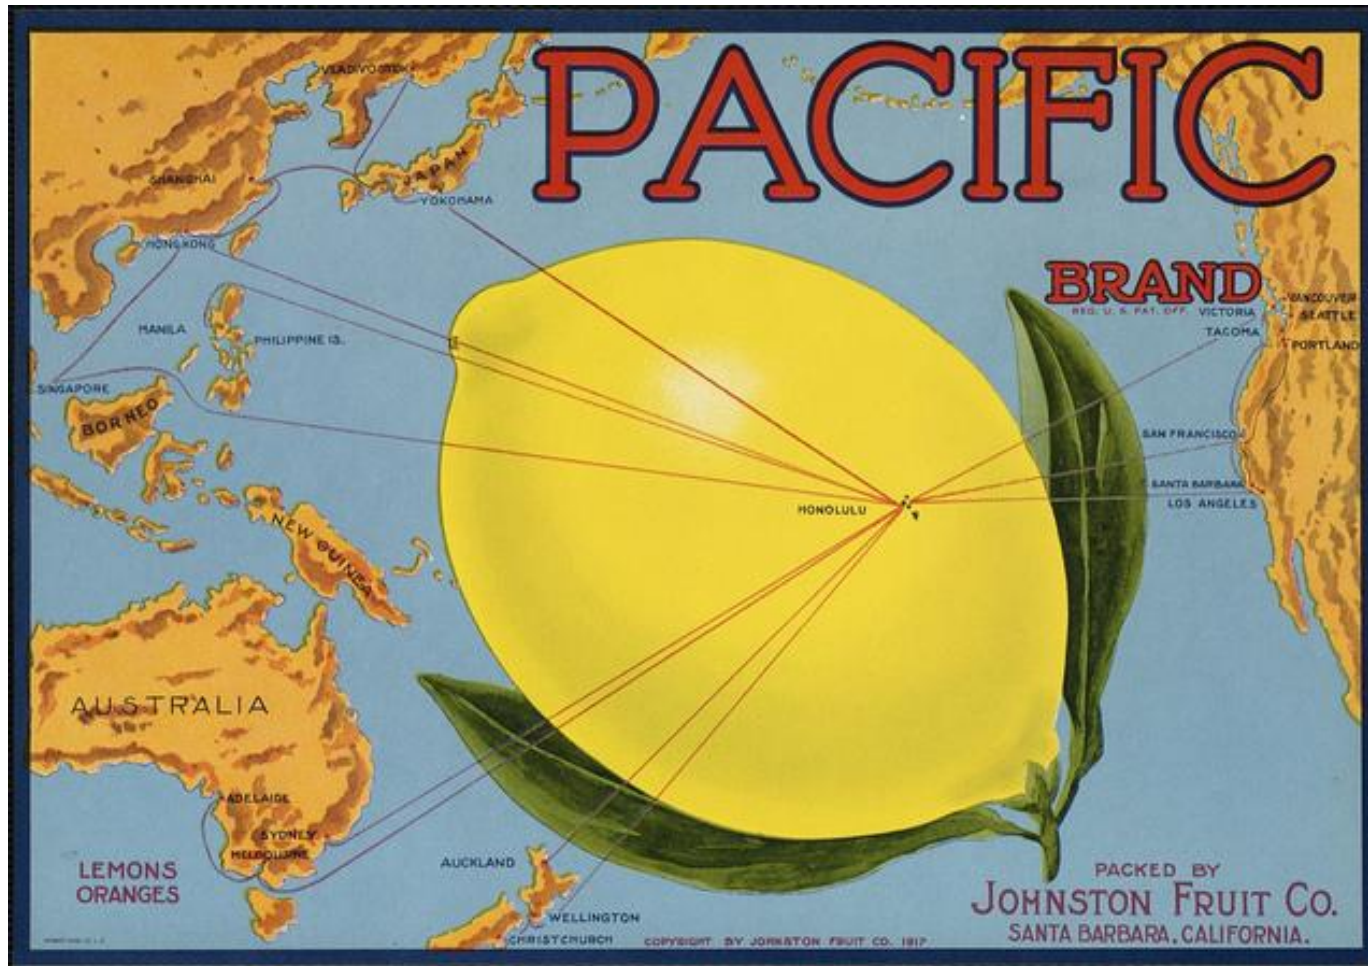 PACIFIC
VLADIVOSTOK
JAPAN
SHANGHAI
YOKOHAMA
HONG KONG
BRAND
REG. U. S. PAT. OFF.
VICTORIA
VANCOUVER
SEATTLE
TACOMA
PORTLAND
MANILA
PHILIPPINE IS.
SINGAPORE
BORNEO
SAN FRANCISCO
SANTA BARBARA
LOS ANGELES
HONOLULU
NEW GUINEA
AUSTRALIA
ADELAIDE
SYDNEY
MELBOURNE
LEMONS
ORANGES
AUCKLAND
WELLINGTON
CHRISTCHURCH
COPYRIGHT BY JOHNSTON FRUIT CO. 1917
PACKED BY
JOHNSTON FRUIT CO.
SANTA BARBARA, CALIFORNIA.